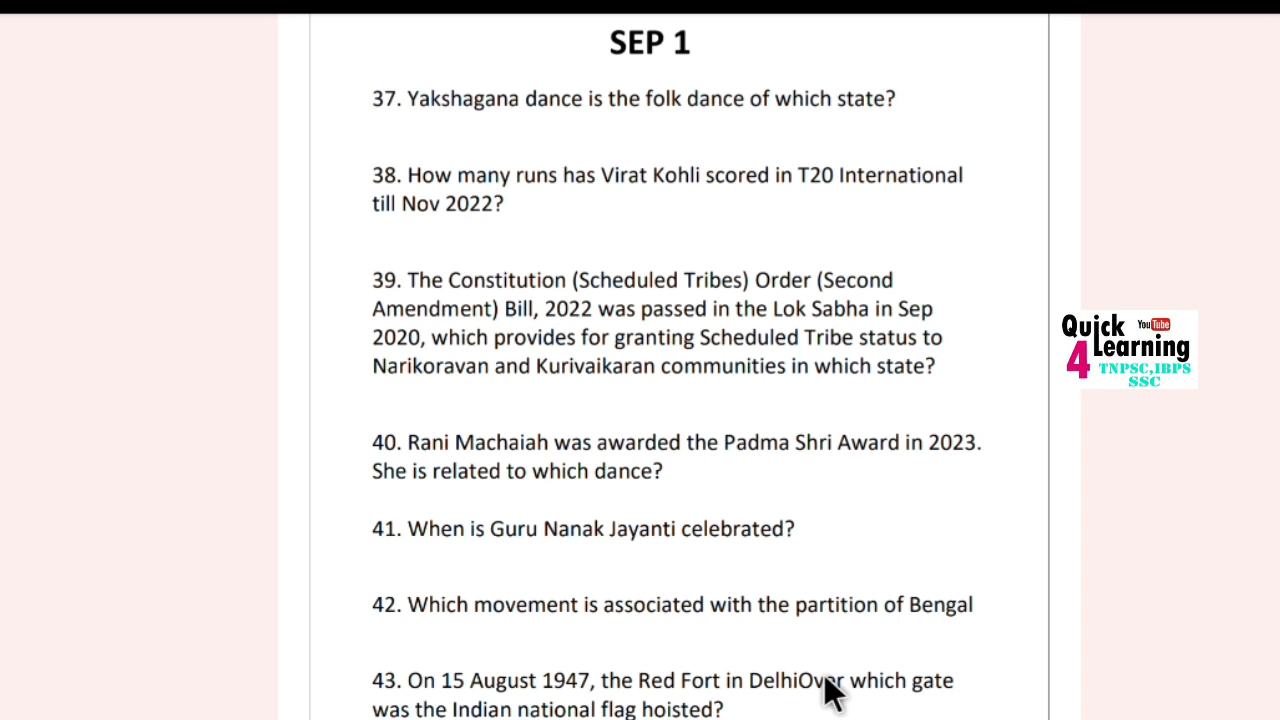 SEP 1
37. Yakshagana dance is the folk dance of which state?
38. How many runs has Virat Kohli scored in T20 International
till Nov 2022?
39. The Constitution (Scheduled Tribes) Order (Second
Amendment) Bill, 2022 was passed in the Lok Sabha in Sep
2020, which provides for granting Scheduled Tribe status to
Narikoravan and Kurivaikaran communities in which state?
Quick YouTube
4 Learning
TNPSC,IBPS
SSC
40. Rani Machaiah was awarded the Padma Shri Award in 2023.
She is related to which dance?
41. When is Guru Nanak Jayanti celebrated?
42. Which movement is associated with the partition of Bengal
43. On 15 August 1947, the Red Fort in DelhiOver which gate
was the Indian national flag hoisted?